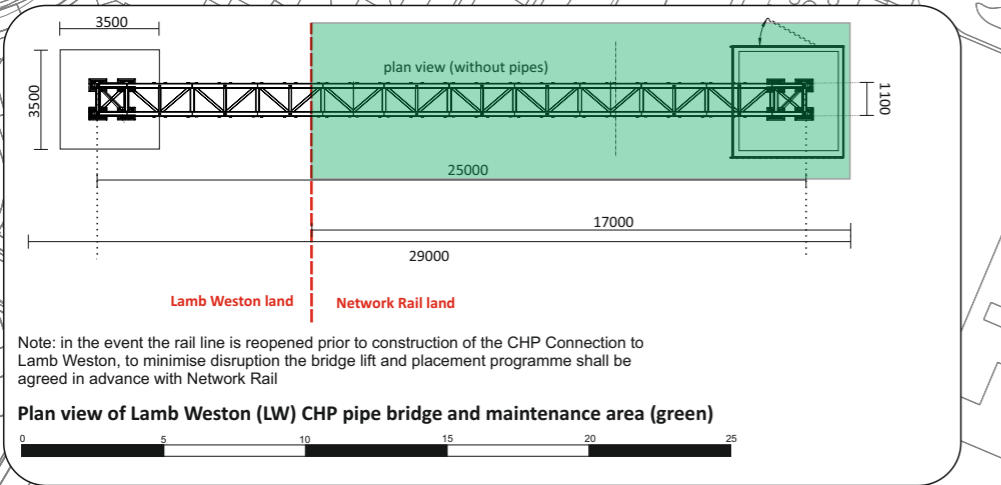 3500
plan view (without pipes)
3500
1100
25000
17000
29000
Lamb Weston land
Network Rail land
Note: in the event the rail line is reopened prior to construction of the CHP Connection to
Lamb Weston, to minimise disruption the bridge lift and placement programme shall be
agreed in advance with Network Rail
Plan view of Lamb Weston (LW) CHP pipe bridge and maintenance area (green)
0 5 10 15 20 25